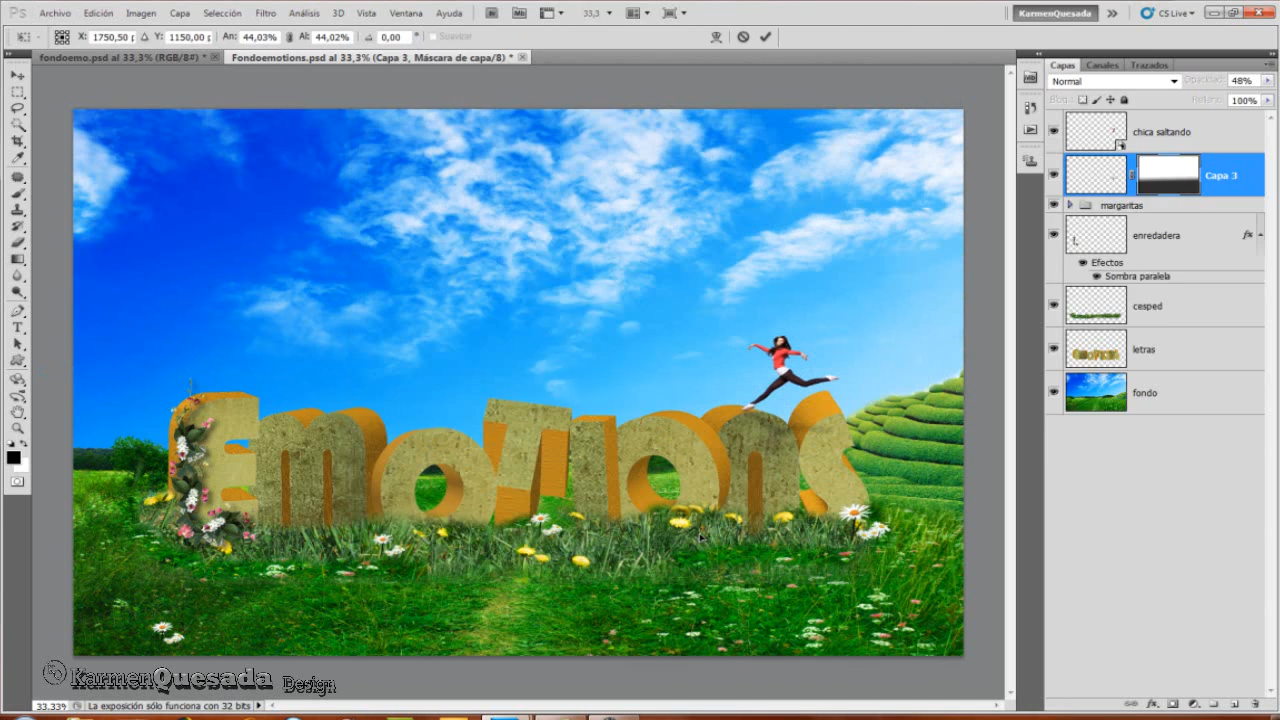 Ps Archivo Edición Imagen Capa Selección Filtro Análisis 3D Vista Ventana Ayuda Br Mb 33,3 KarmenQuesada CS Live
X: 1750,50 Y: 1150,00 An: 44,03% Al: 44,02% 0,00 ° Suavizar
fondoemo.psd al 33,3% (RGB/8#) * Fondoemotions.psd al 33,3% (Capa 3, Máscara de capa/8) *
Capas Canales Trazados
Normal Opacidad: 48%
Bloq.: Relleno: 100%
chica saltando
Capa 3
margaritas
enredadera fx
Efectos
Sombra paralela
cesped
letras
fondo
EmOTIONS
KarmenQuesada Design
33.33% La exposición sólo funciona con 32 bits